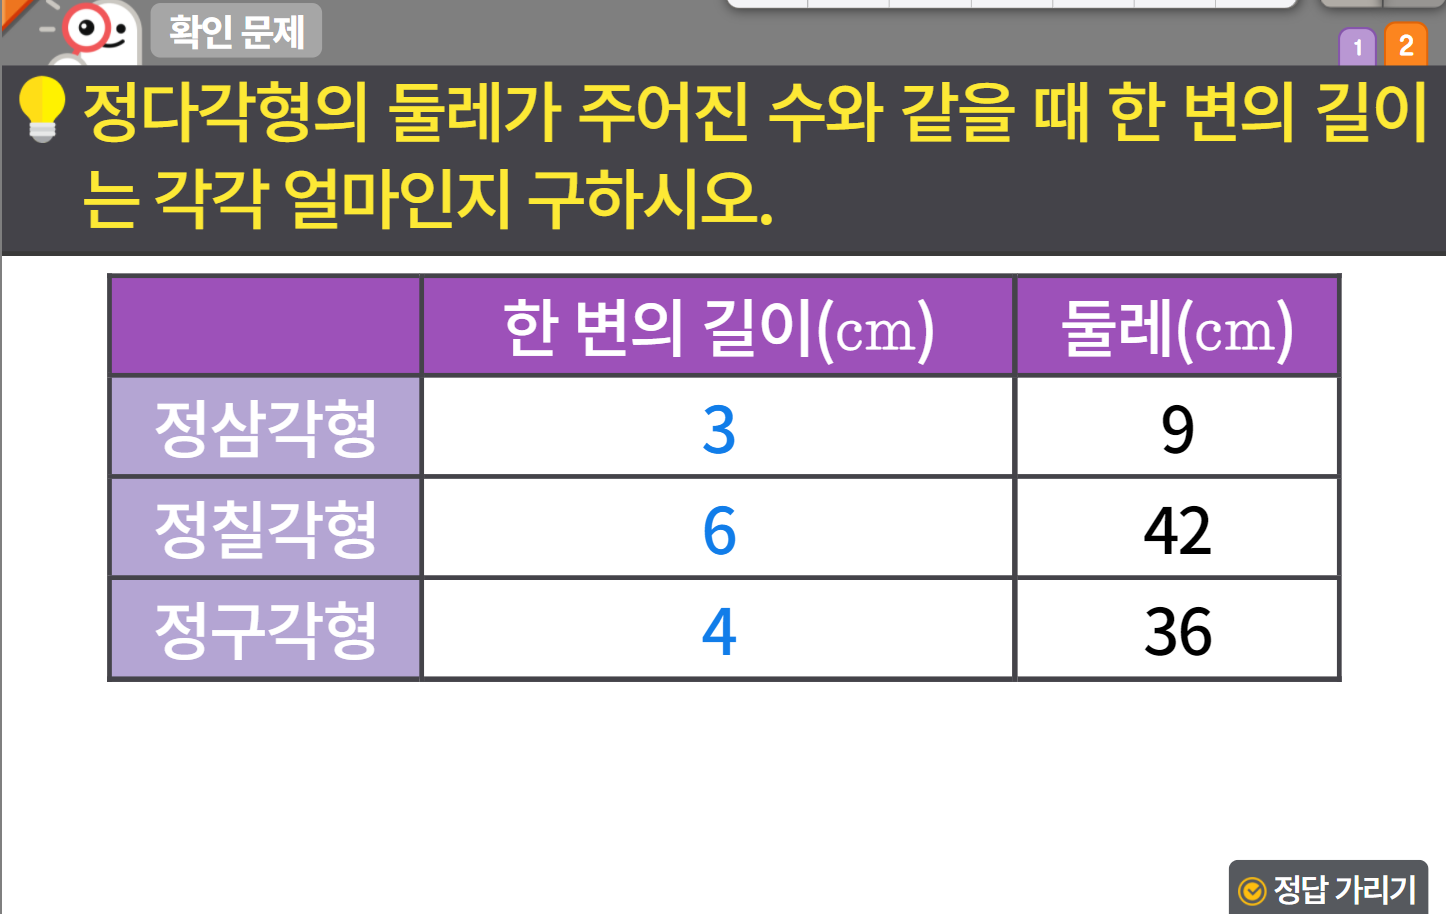 확인 문제
1 2
정다각형의 둘레가 주어진 수와 같을 때 한 변의 길이
는 각각 얼마인지 구하시오.
한 변의 길이(cm) 둘레(cm)
정삼각형 3 9
정칠각형 6 42
정구각형 4 36
정답 가리기